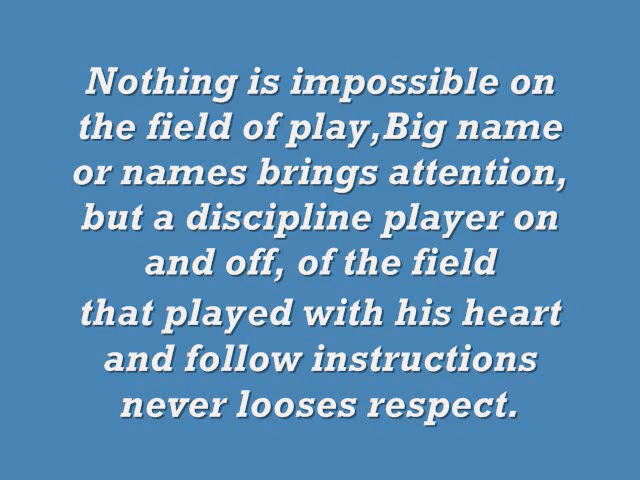 Nothing is impossible on
the field of play,Big name
or names brings attention,
but a discipline player on
and off, of the field
that played with his heart
and follow instructions
never looses respect.